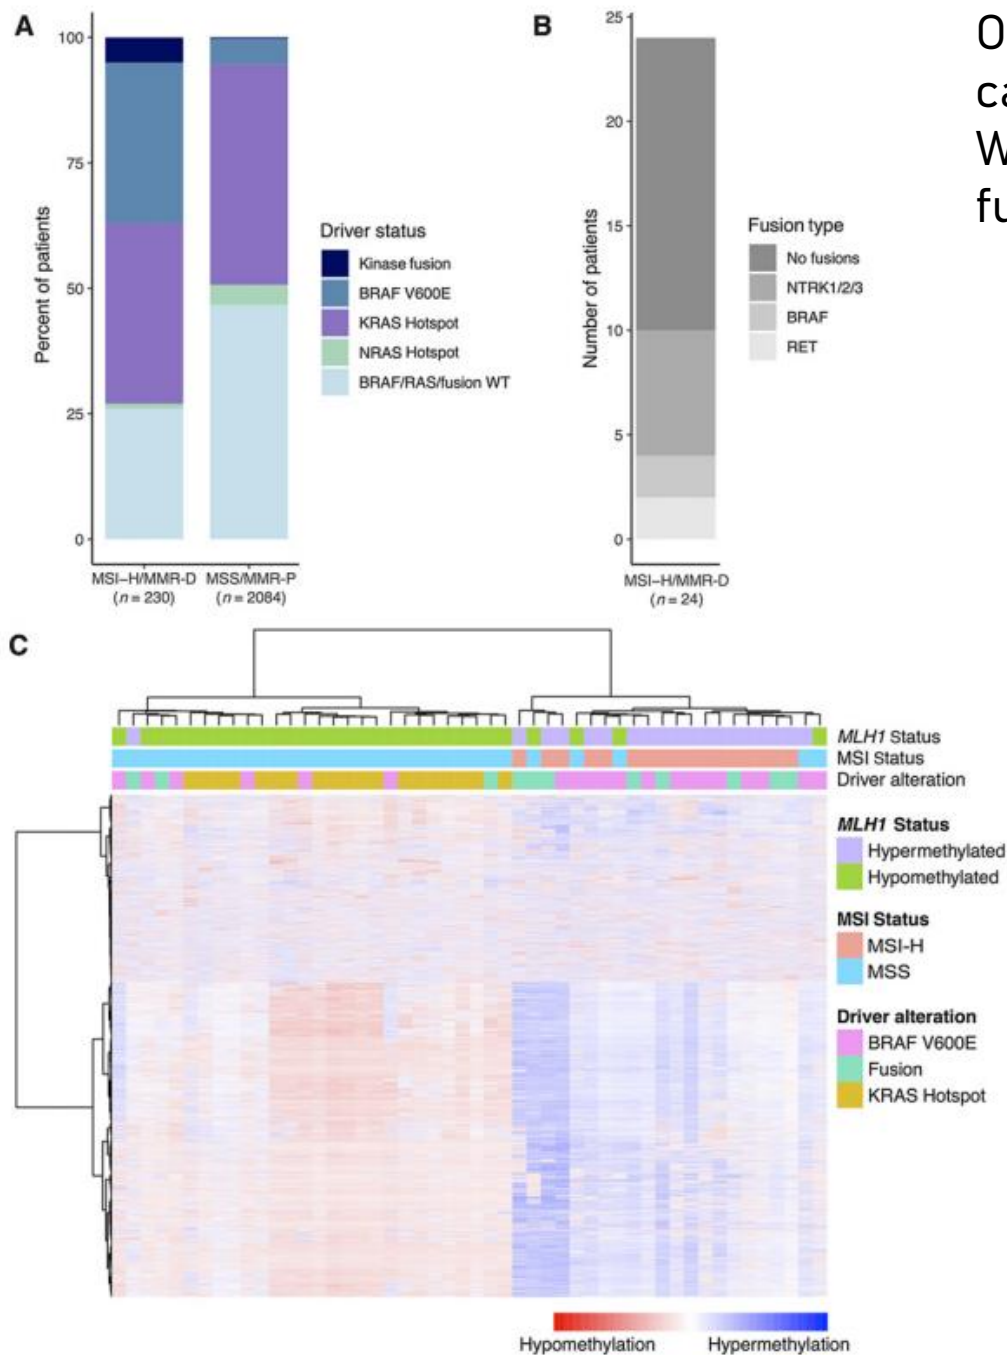 A
100
75
50
25
0
Percent of patients
MSI–H/MMR-D
(n = 230)
MSS/MMR-P
(n = 2084)
Driver status
Kinase fusion
BRAF V600E
KRAS Hotspot
NRAS Hotspot
BRAF/RAS/fusion WT
B
25
20
15
10
5
0
Number of patients
MSI–H/MMR-D
(n = 24)
Fusion type
No fusions
NTRK1/2/3
BRAF
RET
C
MLH1 Status
MSI Status
Driver alteration
MLH1 Status
Hypermethylated
Hypomethylated
MSI Status
MSI-H
MSS
Driver alteration
BRAF V600E
Fusion
KRAS Hotspot
Hypomethylation
Hypermethylation